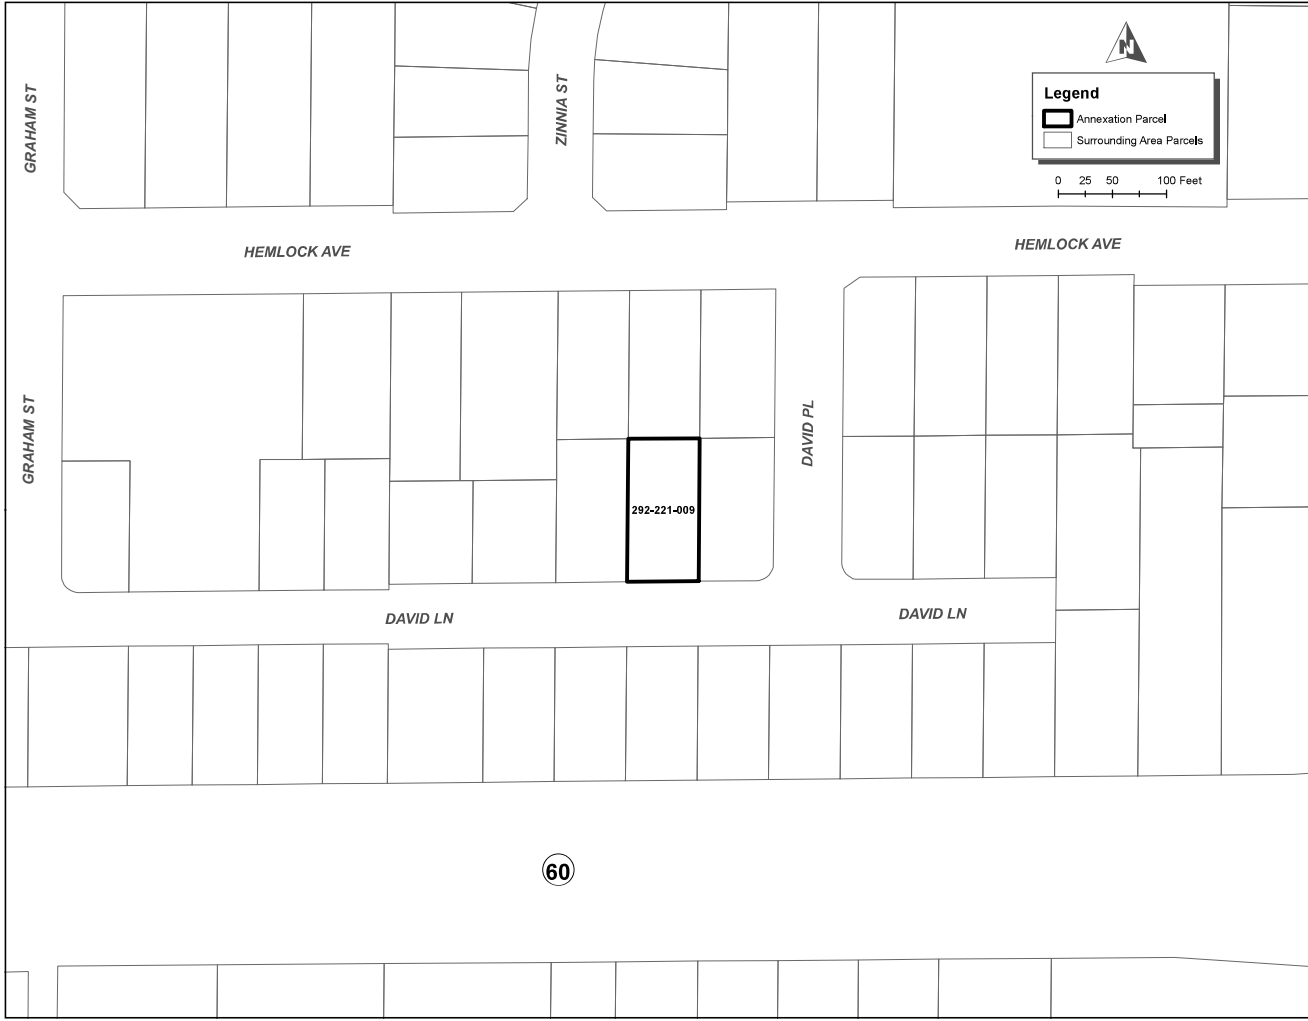 GRAHAM ST
ZINNIA ST
N
Legend
Annexation Parcel
Surrounding Area Parcels
0 25 50 100 Feet
HEMLOCK AVE
HEMLOCK AVE
GRAHAM ST
DAVID PL
292-221-009
DAVID LN
DAVID LN
60